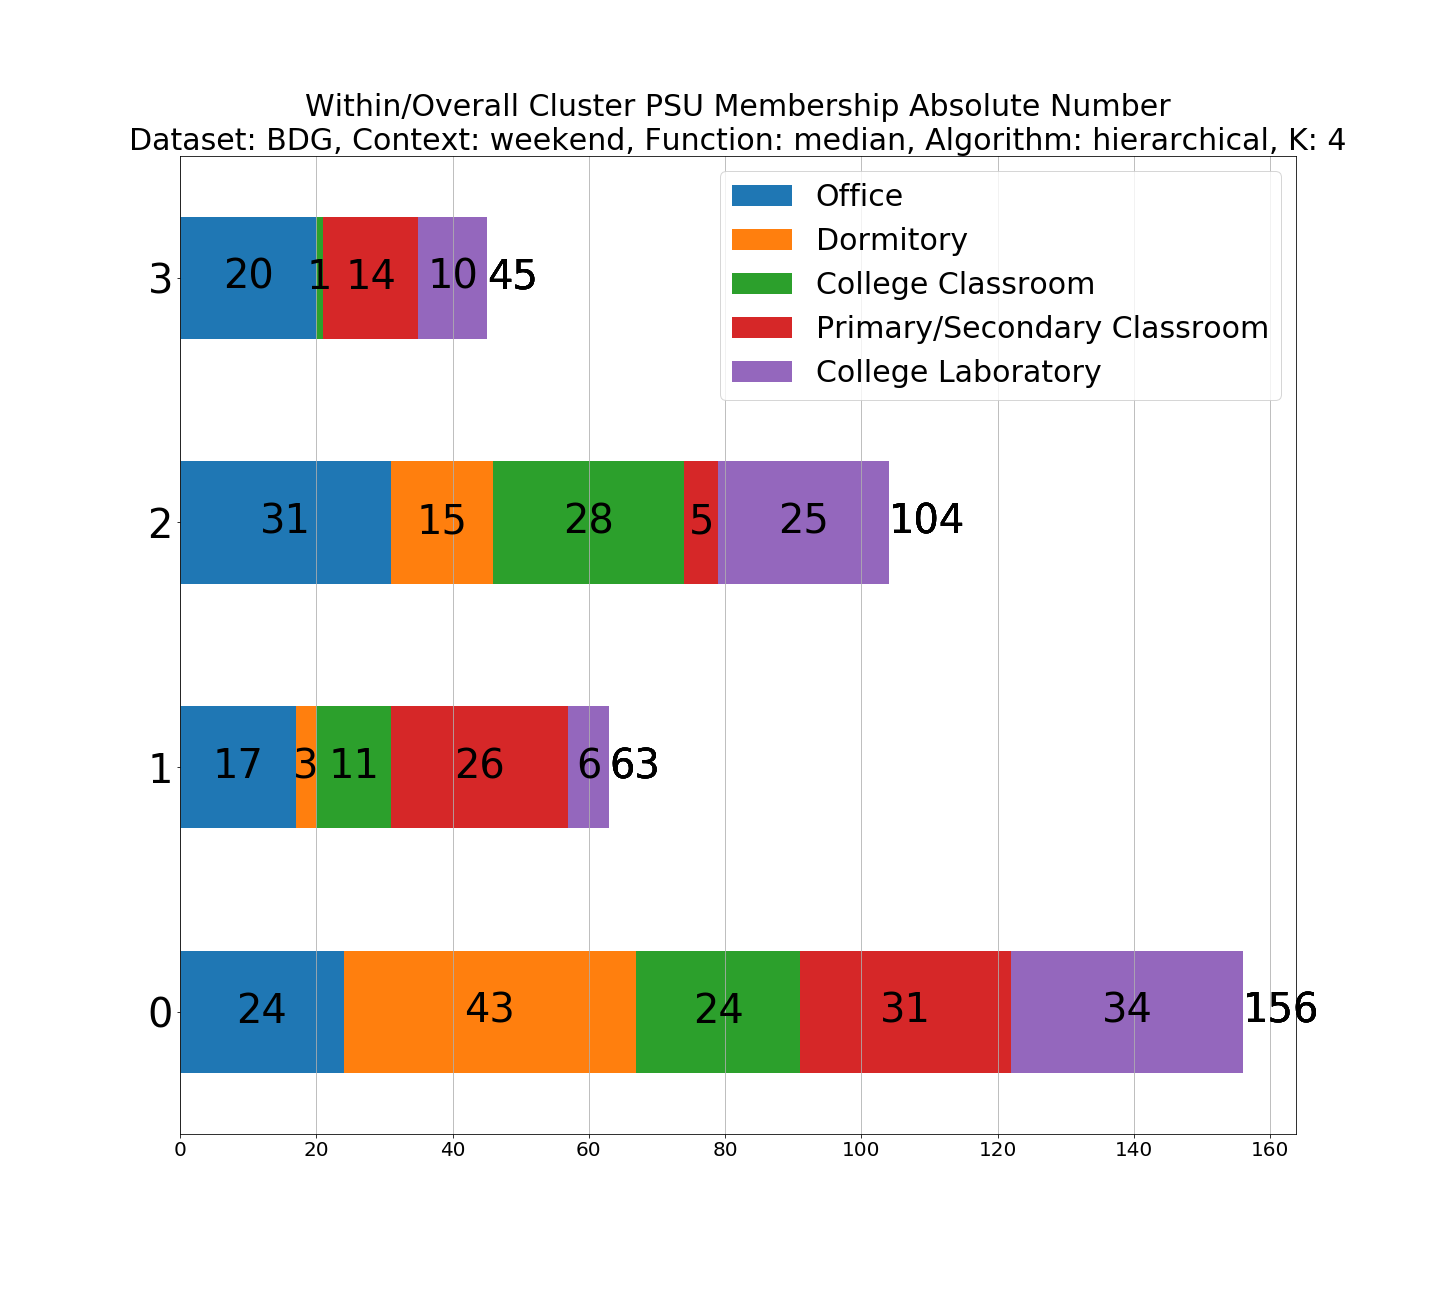 Within/Overall Cluster PSU Membership Absolute Number
Dataset: BDG, Context: weekend, Function: median, Algorithm: hierarchical, K: 4
Office
Dormitory
College Classroom
Primary/Secondary Classroom
College Laboratory
3 20 1 14 10 45
2 31 15 28 5 25 104
1 17 3 11 26 6 63
0 24 43 24 31 34 156
0 20 40 60 80 100 120 140 160